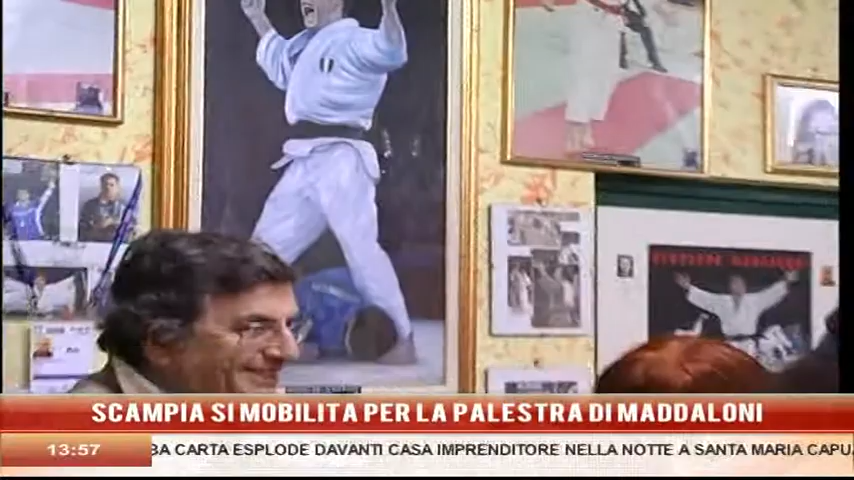 SCAMPIA SI MOBILITA PER LA PALESTRA DI MADDALONI
13:57
BA CARTA ESPLODE DAVANTI CASA IMPRENDITORE NELLA NOTTE A SANTA MARIA CAPU